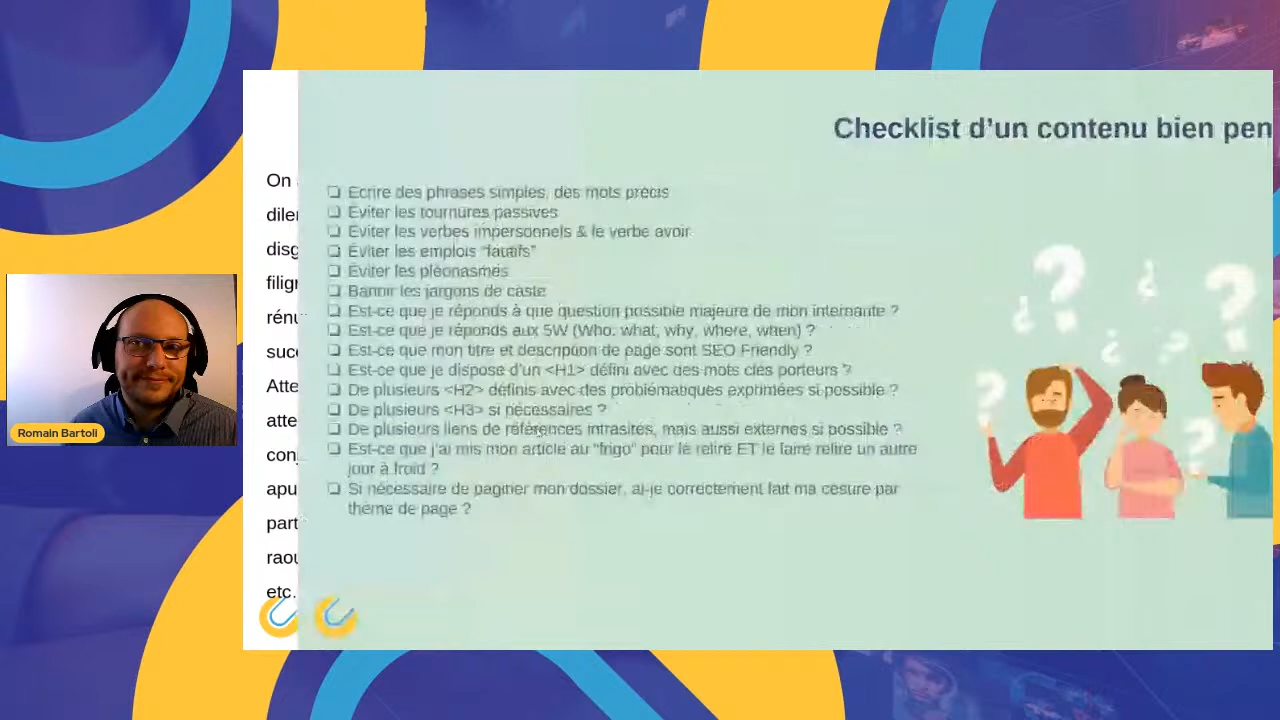 Checklist d'un contenu bien pen
On
diler
disg
filigr
rénu
succ
Atte
atte
conj
apu
part
raou
etc.
❏ Ecrire des phrases simples, des mots précis
❏ Eviter les tournures passives
❏ Eviter les verbes impersonnels & le verbe avoir
❏ Éviter les emplois "fautifs"
❏ Éviter les pléonasmes
❏ Bannir les jargons de caste
❏ Est-ce que je réponds à que question possible majeure de mon internaute ?
❏ Est-ce que je réponds aux 5W (Who, what, why, where, when) ?
❏ Est-ce que mon titre et description de page sont SEO Friendly ?
❏ Est-ce que je dispose d'un <H1> défini avec des mots clés porteurs ?
❏ De plusieurs <H2> définis avec des problématiques exprimées si possible ?
❏ De plusieurs <H3> si nécessaires ?
❏ De plusieurs liens de références intrasites, mais aussi externes si possible ?
❏ Est-ce que j'ai mis mon article au "frigo" pour le relire ET le faire relire un autre
jour à froid ?
❏ Si nécessaire de paginer mon dossier, ai-je correctement fait ma césure par
thème de page ?
Romain Bartoli